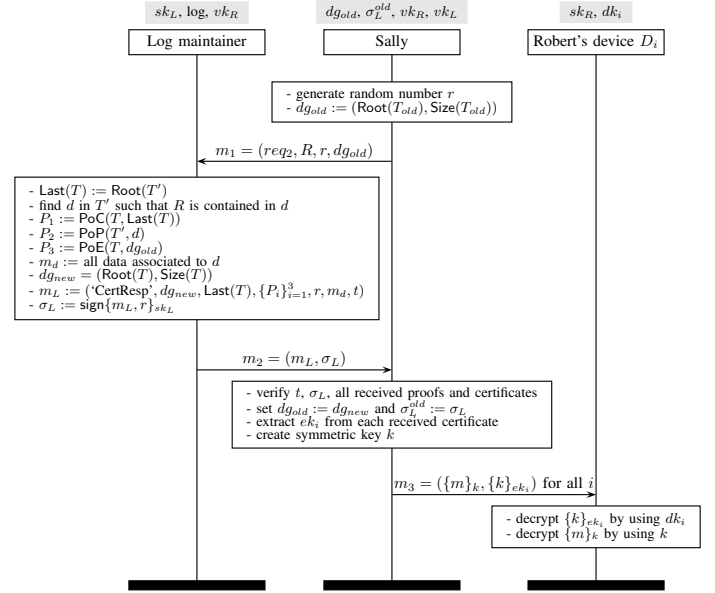 sk_L, log, vk_R
dg_old, σ_L^old, vk_R, vk_L
sk_R, dk_i
Log maintainer
Sally
Robert's device D_i
- generate random number r
- dg_old := (Root(T_old), Size(T_old))
m_1 = (req_2, R, r, dg_old)
- Last(T) := Root(T′)
- find d in T′ such that R is contained in d
- P_1 := PoC(T, Last(T))
- P_2 := PoP(T′, d)
- P_3 := PoE(T, dg_old)
- m_d := all data associated to d
- dg_new = (Root(T), Size(T))
- m_L := ('CertResp', dg_new, Last(T), {P_i}_{i=1}^3, r, m_d, t)
- σ_L := sign{m_L, r}_{sk_L}
m_2 = (m_L, σ_L)
- verify t, σ_L, all received proofs and certificates
- set dg_old := dg_new and σ_L^old := σ_L
- extract ek_i from each received certificate
- create symmetric key k
m_3 = ({m}_k, {k}_{ek_i}) for all i
- decrypt {k}_{ek_i} by using dk_i
- decrypt {m}_k by using k